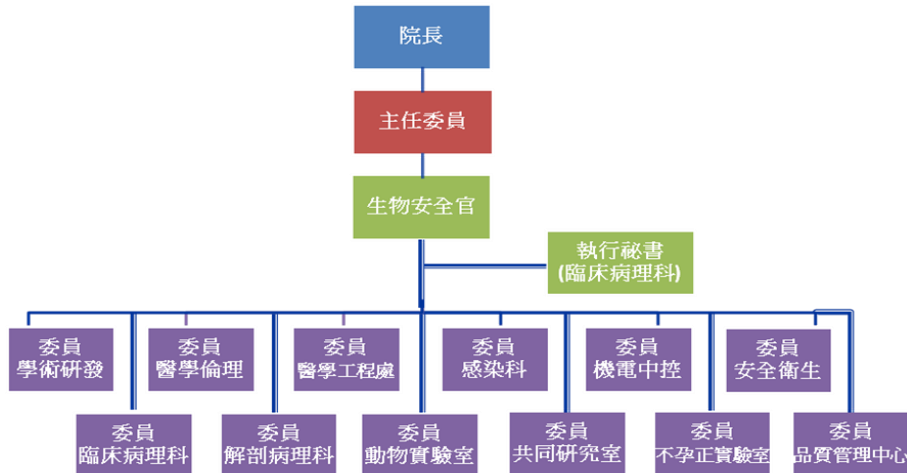 院長
主任委員
生物安全官
執行祕書
(臨床病理科)
委員
學術研發
委員
醫學倫理
委員
醫學工程處
委員
感染科
委員
機電中控
委員
安全衛生
委員
臨床病理科
委員
解剖病理科
委員
動物實驗室
委員
共同研究室
委員
不孕正實驗室
委員
品質管理中心